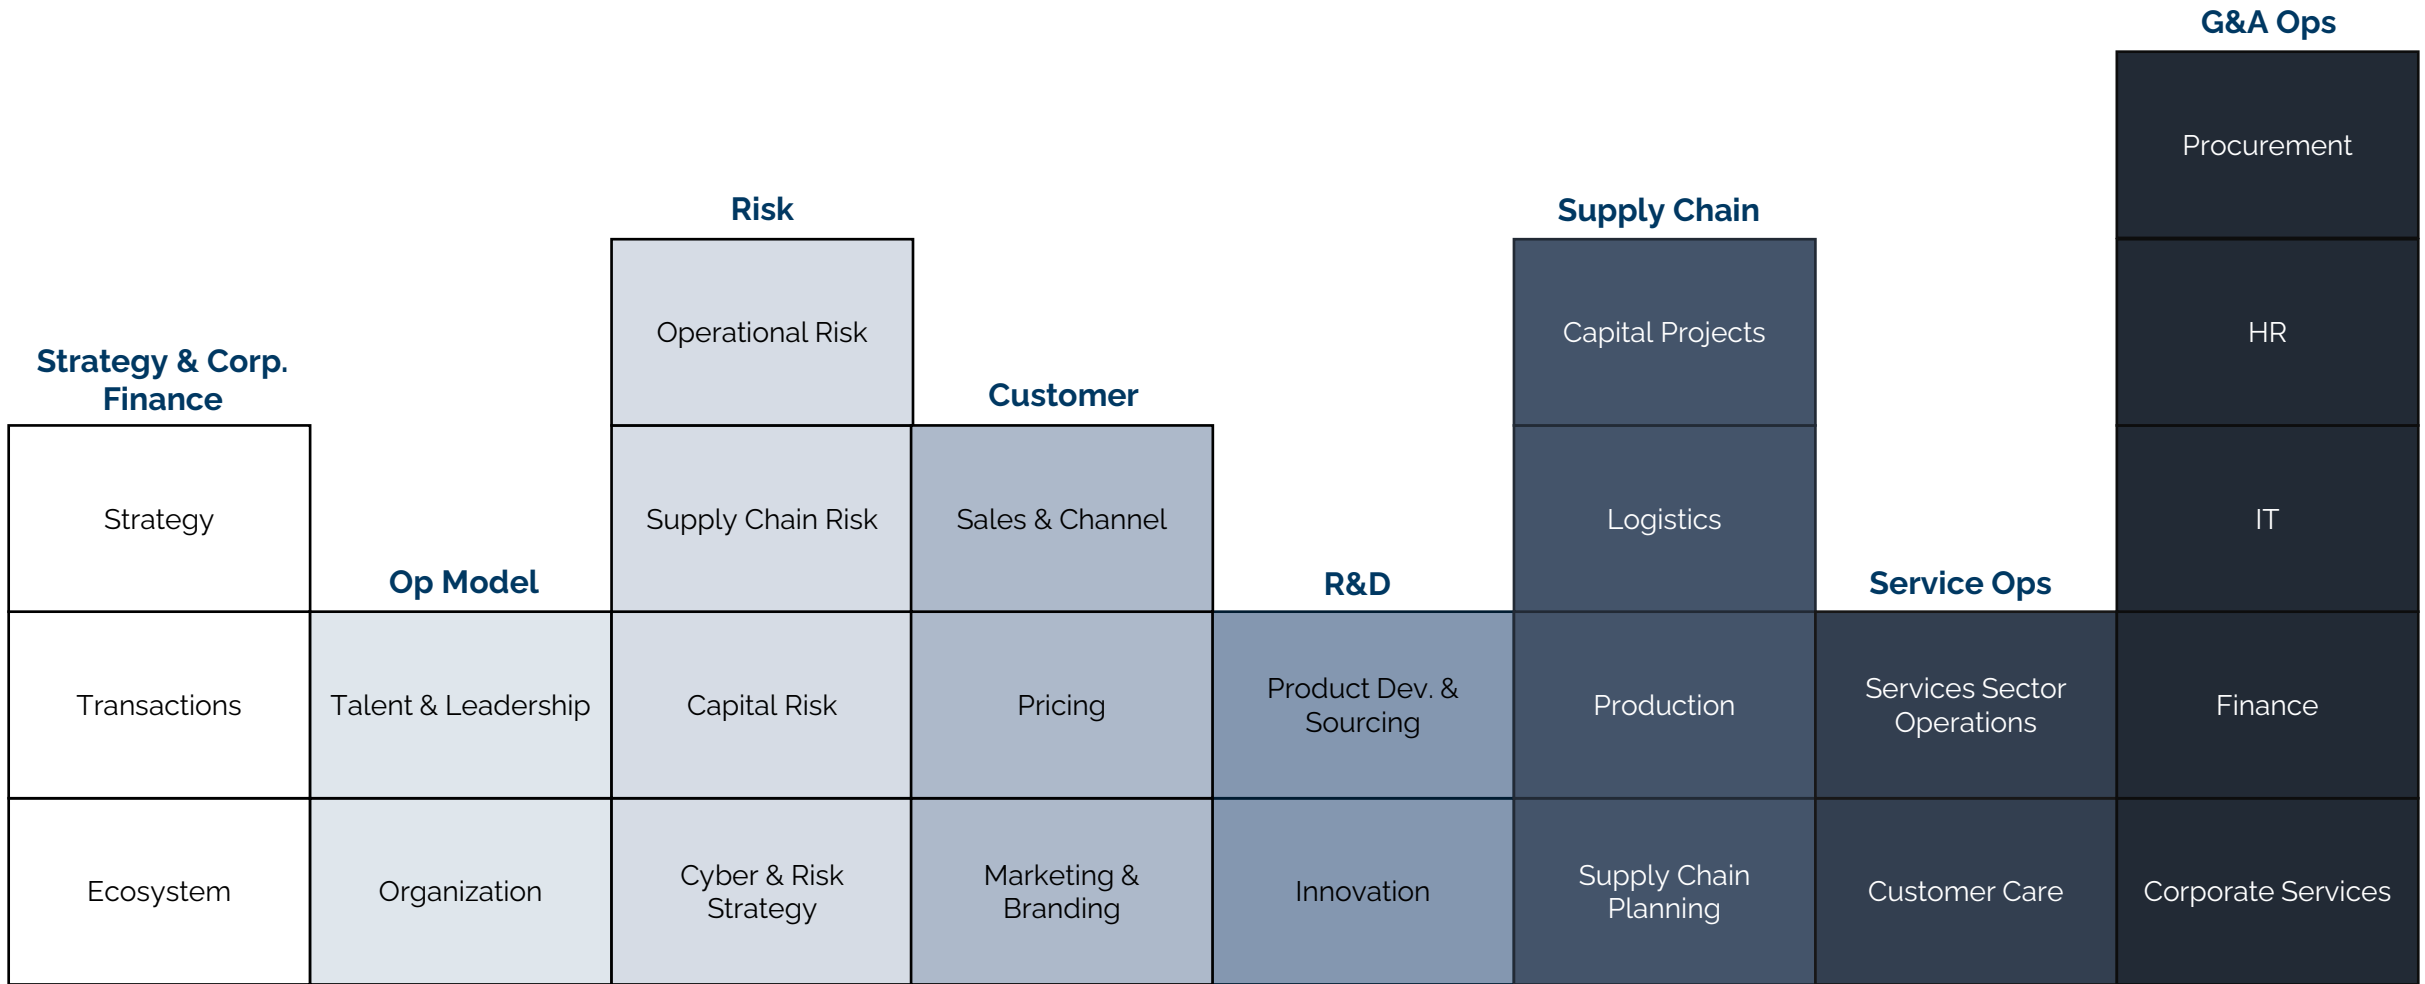 Strategy & Corp.
Finance
Strategy
Transactions
Ecosystem
Op Model
Talent & Leadership
Organization
Risk
Operational Risk
Supply Chain Risk
Capital Risk
Cyber & Risk
Strategy
Customer
Sales & Channel
Pricing
Marketing &
Branding
R&D
Product Dev. &
Sourcing
Innovation
Supply Chain
Capital Projects
Logistics
Production
Supply Chain
Planning
Service Ops
Services Sector
Operations
Customer Care
G&A Ops
Procurement
HR
IT
Finance
Corporate Services